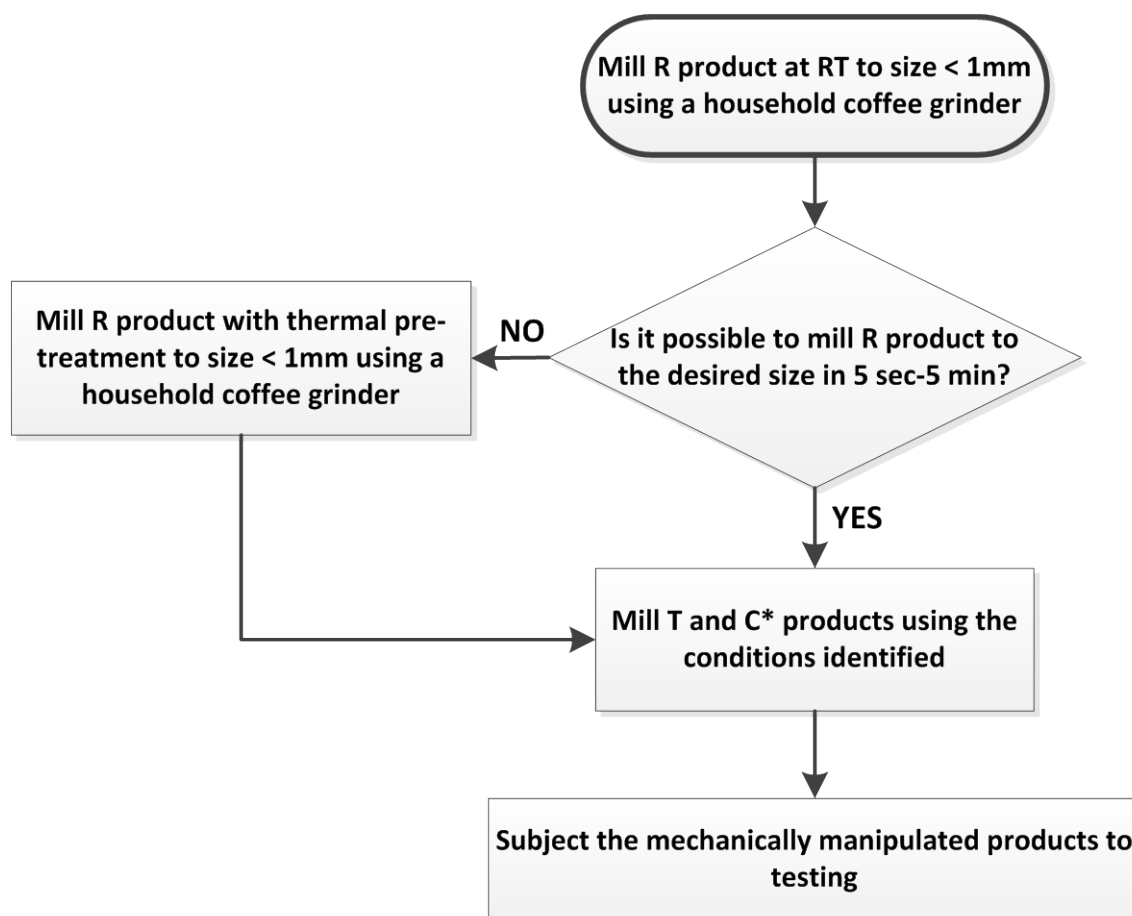 Mill R product at RT to size < 1mm
using a household coffee grinder
Is it possible to mill R product to
the desired size in 5 sec-5 min?
NO
Mill R product with thermal pre-
treatment to size < 1mm using a
household coffee grinder
YES
Mill T and C* products using the
conditions identified
Subject the mechanically manipulated products to
testing